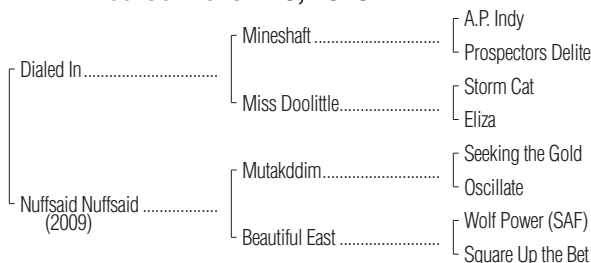 A.P. Indy
Mineshaft
Prospectors Delite
Dialed In
Storm Cat
Miss Doolittle
Eliza
Seeking the Gold
Mutakddim
Oscillate
Nuffsaid Nuffsaid
(2009)
Wolf Power (SAF)
Beautiful East
Square Up the Bet